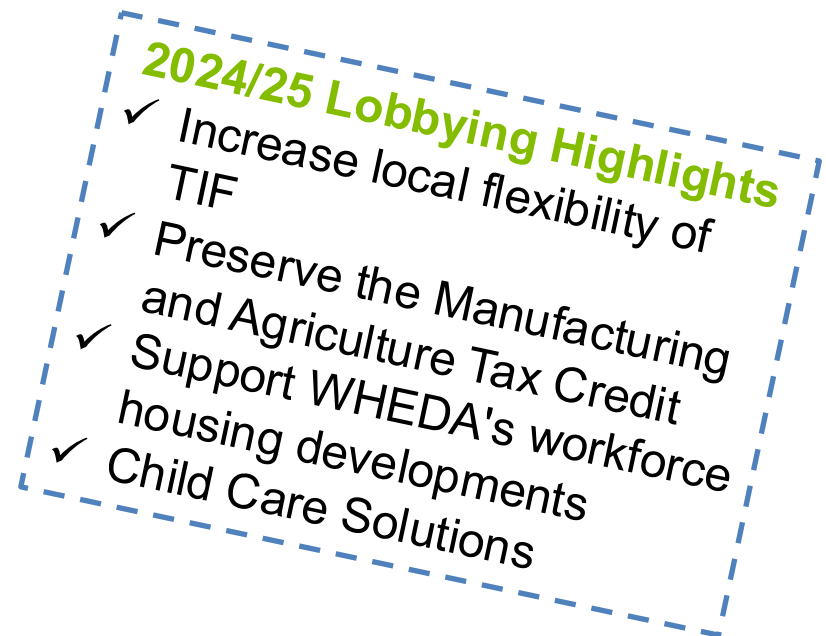 2024/25 Lobbying Highlights
✓ Increase local flexibility of
TIF
✓ Preserve the Manufacturing
and Agriculture Tax Credit
✓ Support WHEDA's workforce
housing developments
✓ Child Care Solutions